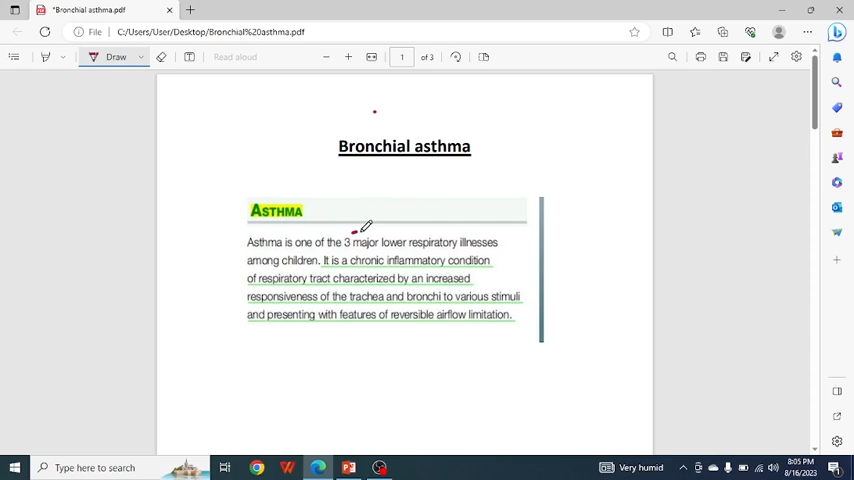 *Bronchial asthma.pdf
File
C:/Users/User/Desktop/Bronchial%20asthma.pdf
Draw
Read aloud
1
of 3
Bronchial asthma
ASTHMA
Asthma is one of the 3 major lower respiratory illnesses
among children. It is a chronic inflammatory condition
of respiratory tract characterized by an increased
responsiveness of the trachea and bronchi to various stimuli
and presenting with features of reversible airflow limitation.
Type here to search
Very humid
8:05 PM
8/16/2023